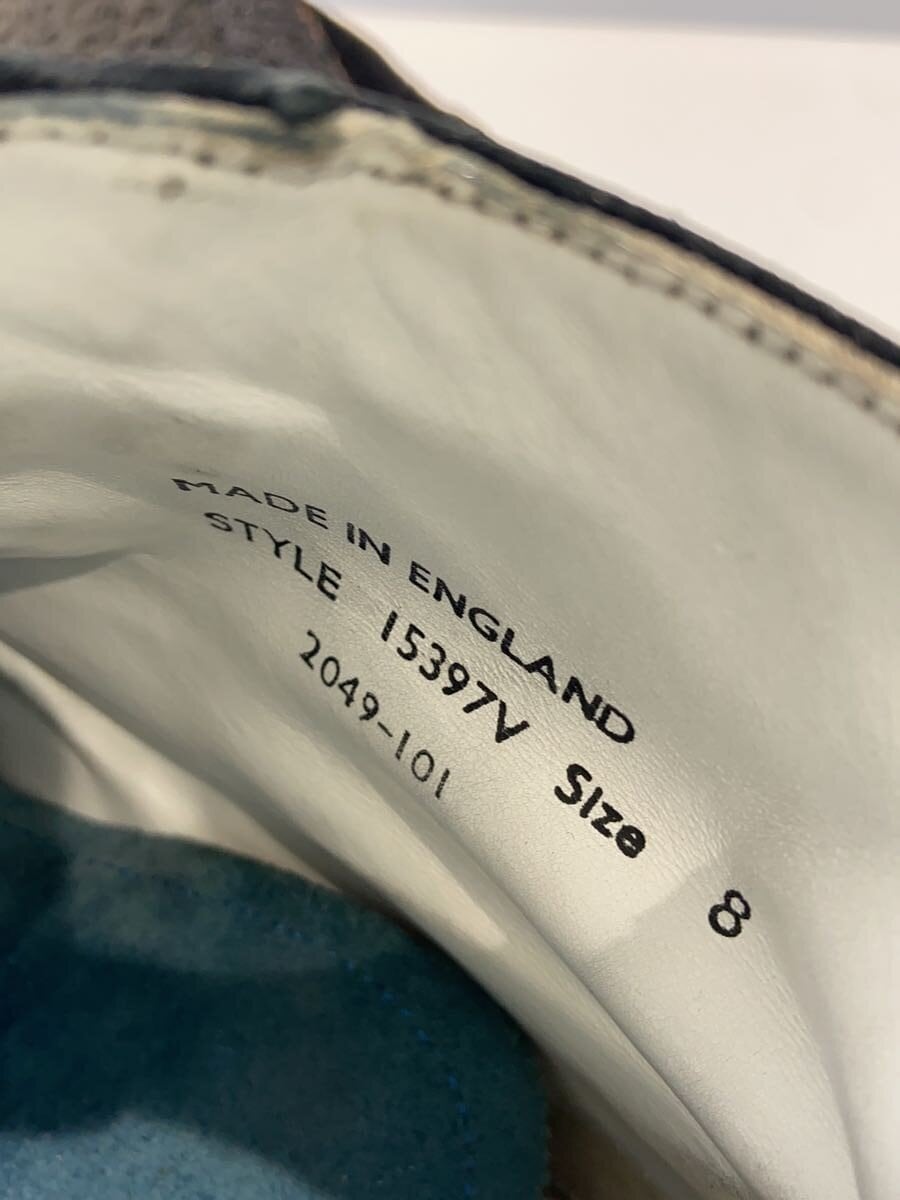 MADE IN ENGLAND
STYLE 15397V Size 8
2049-101